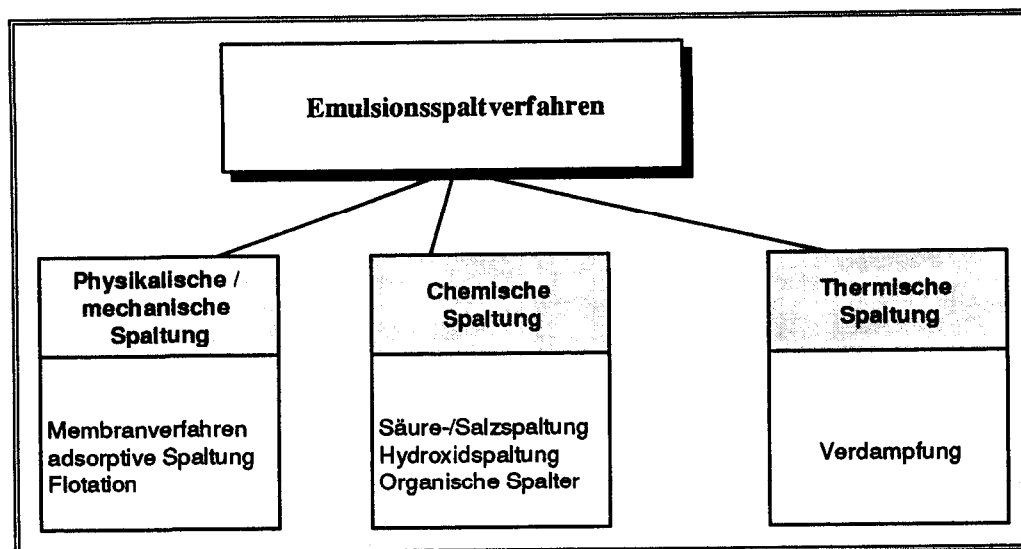 Emulsionsspaltverfahren
Physikalische /
mechanische
Spaltung
Membranverfahren
adsorptive Spaltung
Flotation
Chemische
Spaltung
Säure-/Salzspaltung
Hydroxidspaltung
Organische Spalter
Thermische
Spaltung
Verdampfung